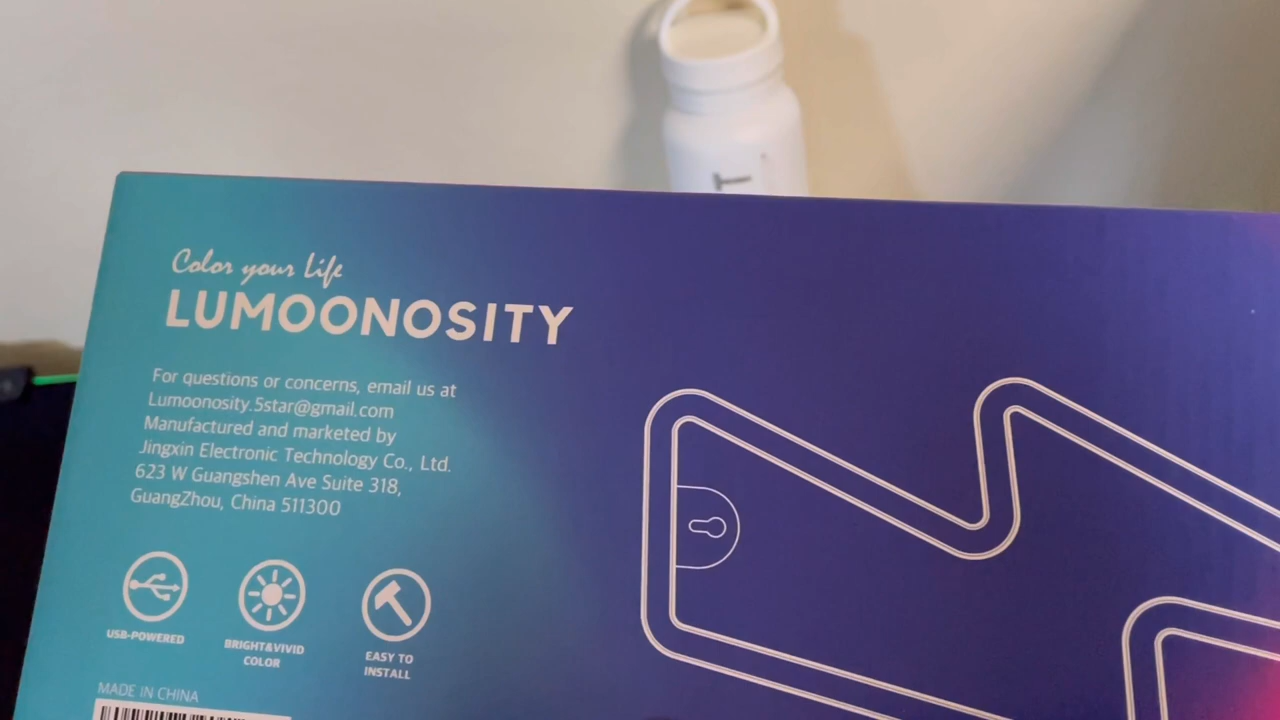 Color your Life
LUMOONOSITY
For questions or concerns, email us at
Lumoonosity.5star@gmail.com
Manufactured and marketed by
Jingxin Electronic Technology Co., Ltd.
623 W Guangshen Ave Suite 318,
GuangZhou, China 511300
USB-POWERED
BRIGHT&VIVID
COLOR
EASY TO
INSTALL
MADE IN CHINA